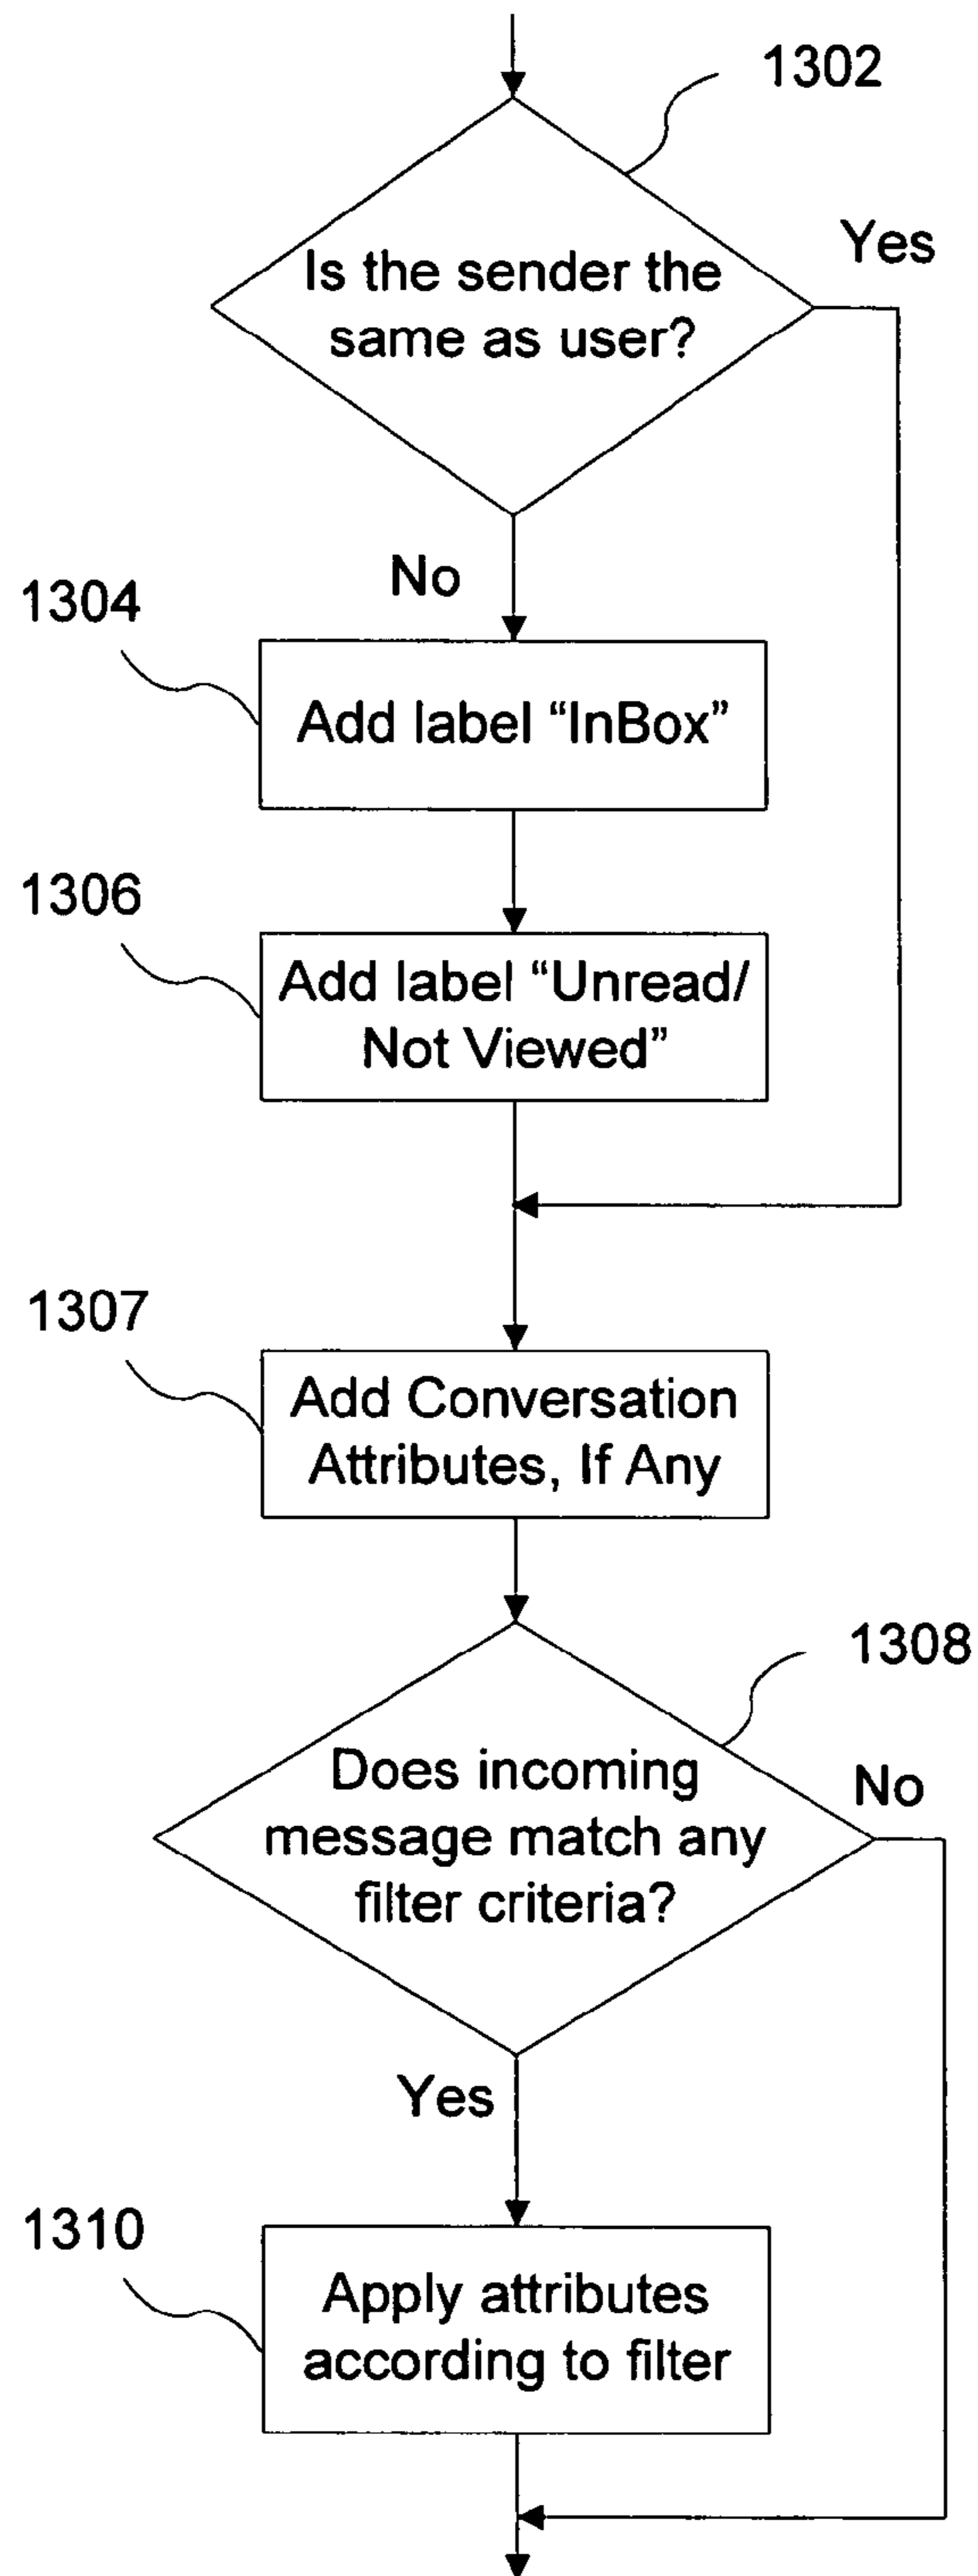 1302
Yes
Is the sender the
same as user?
No
1304
Add label “InBox”
1306
Add label “Unread/
Not Viewed”
1307
Add Conversation
Attributes, If Any
1308
Does incoming
message match any
filter criteria?
No
Yes
1310
Apply attributes
according to filter